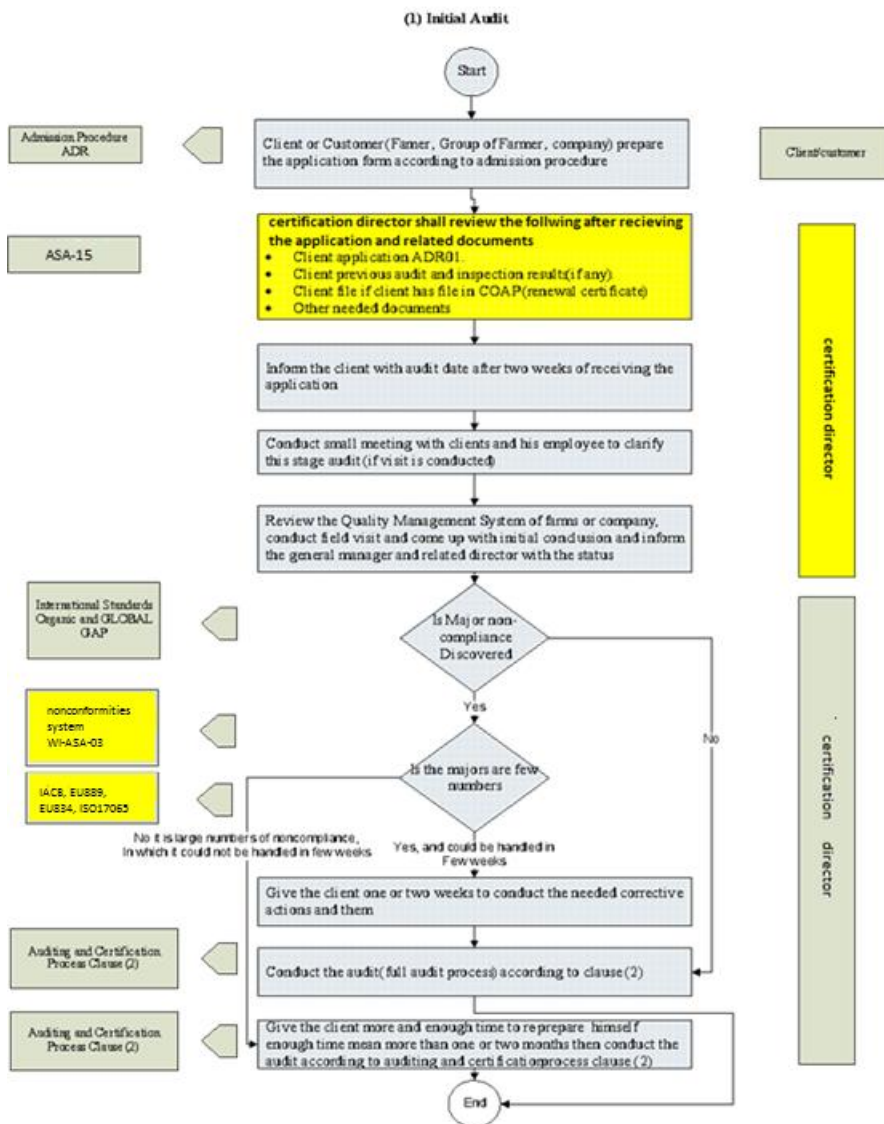 (1) Initial Audit
Start
Admission Procedure
ADR
Client or Customer(Famer, Group of Farmer, company) prepare
the application form according to admission procedure
Client/customer
ASA-15
certification director shall review the follwing after recieving
the application and related documents
• Client application ADR01.
• Client previous audit and inspection results(if any)
• Client file if client has file in COAP(renewal certificate)
• Other needed documents
certification director
Inform the client with audit date after two weeks of receiving the
application
Conduct small meeting with clients and his employee to clarify
this stage audit (if visit is conducted)
Review the Quality Management System of farms or company,
conduct field visit and come up with initial conclusion and inform
the general manager and related director with the status
International Standards
Organic and GLOBAL
GAP
Is Major non-
compliance
Discovered
Yes
No
nonconformities
system
WI-ASA-03
Is the majors are few
numbers
IACB, EU889,
EU834, ISO17065
certification director
No it is large numbers of noncompliance,
In which it could not be handled in few weeks
Yes, and could be handled in
Few weeks
Give the client one or two weeks to conduct the needed corrective
actions and them
Auditing and Certification
Process Clause (2)
Conduct the audit(full audit process) according to clause (2)
Auditing and Certification
Process Clause (2)
Give the client more and enough time to reprepare himself
enough time mean more than one or two months then conduct the
audit according to auditing and certificationprocess clause (2)
End